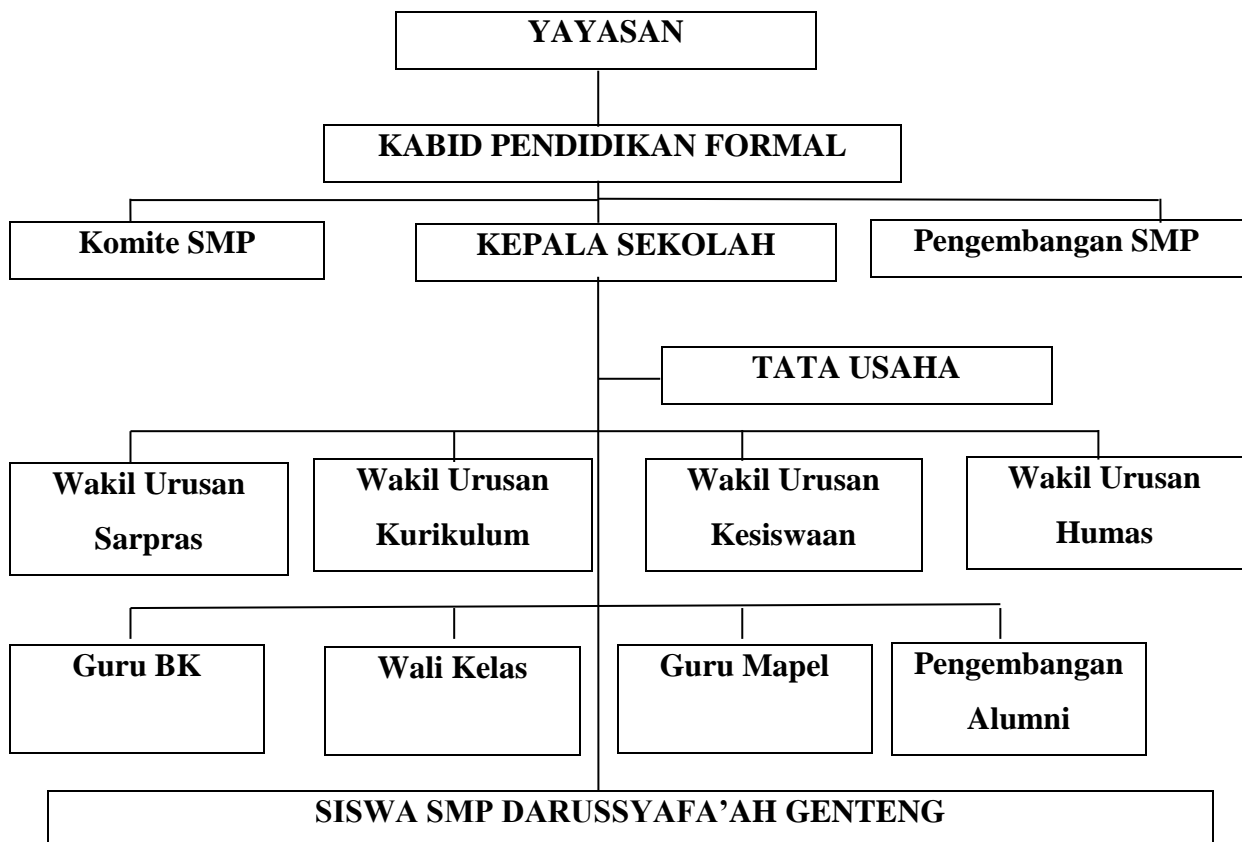 YAYASAN
KABID PENDIDIKAN FORMAL
Komite SMP
KEPALA SEKOLAH
Pengembangan SMP
TATA USAHA
Wakil Urusan
Sarpras
Wakil Urusan
Kurikulum
Wakil Urusan
Kesiswaan
Wakil Urusan
Humas
Guru BK
Wali Kelas
Guru Mapel
Pengembangan
Alumni
SISWA SMP DARUSSYAFA’AH GENTENG